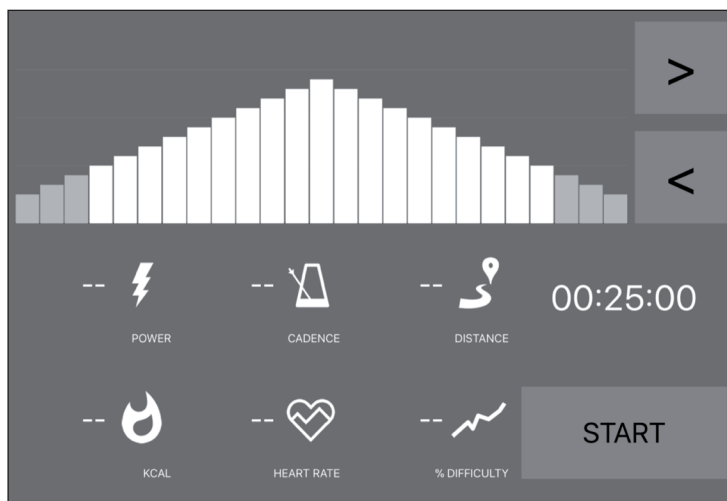 >
<
-- -- -- 00:25:00
POWER CADENCE DISTANCE
-- -- -- START
KCAL HEART RATE % DIFFICULTY